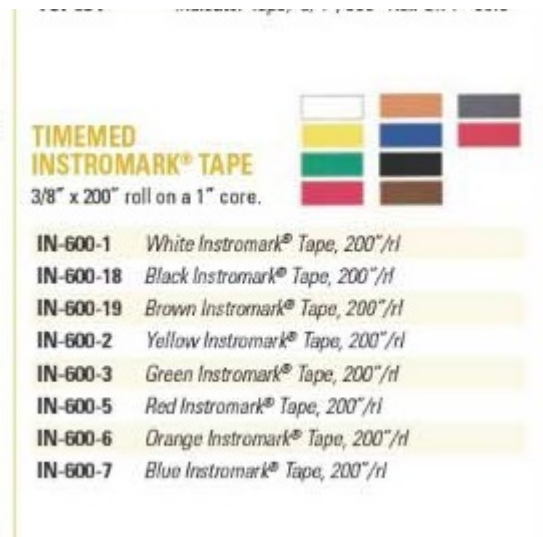 TIMEMED
INSTROMARK® TAPE
3/8" x 200" roll on a 1" core.
IN-600-1 White Instromark® Tape, 200"/rl
IN-600-18 Black Instromark® Tape, 200"/rl
IN-600-19 Brown Instromark® Tape, 200"/rl
IN-600-2 Yellow Instromark® Tape, 200"/rl
IN-600-3 Green Instromark® Tape, 200"/rl
IN-600-5 Red Instromark® Tape, 200"/rl
IN-600-6 Orange Instromark® Tape, 200"/rl
IN-600-7 Blue Instromark® Tape, 200"/rl